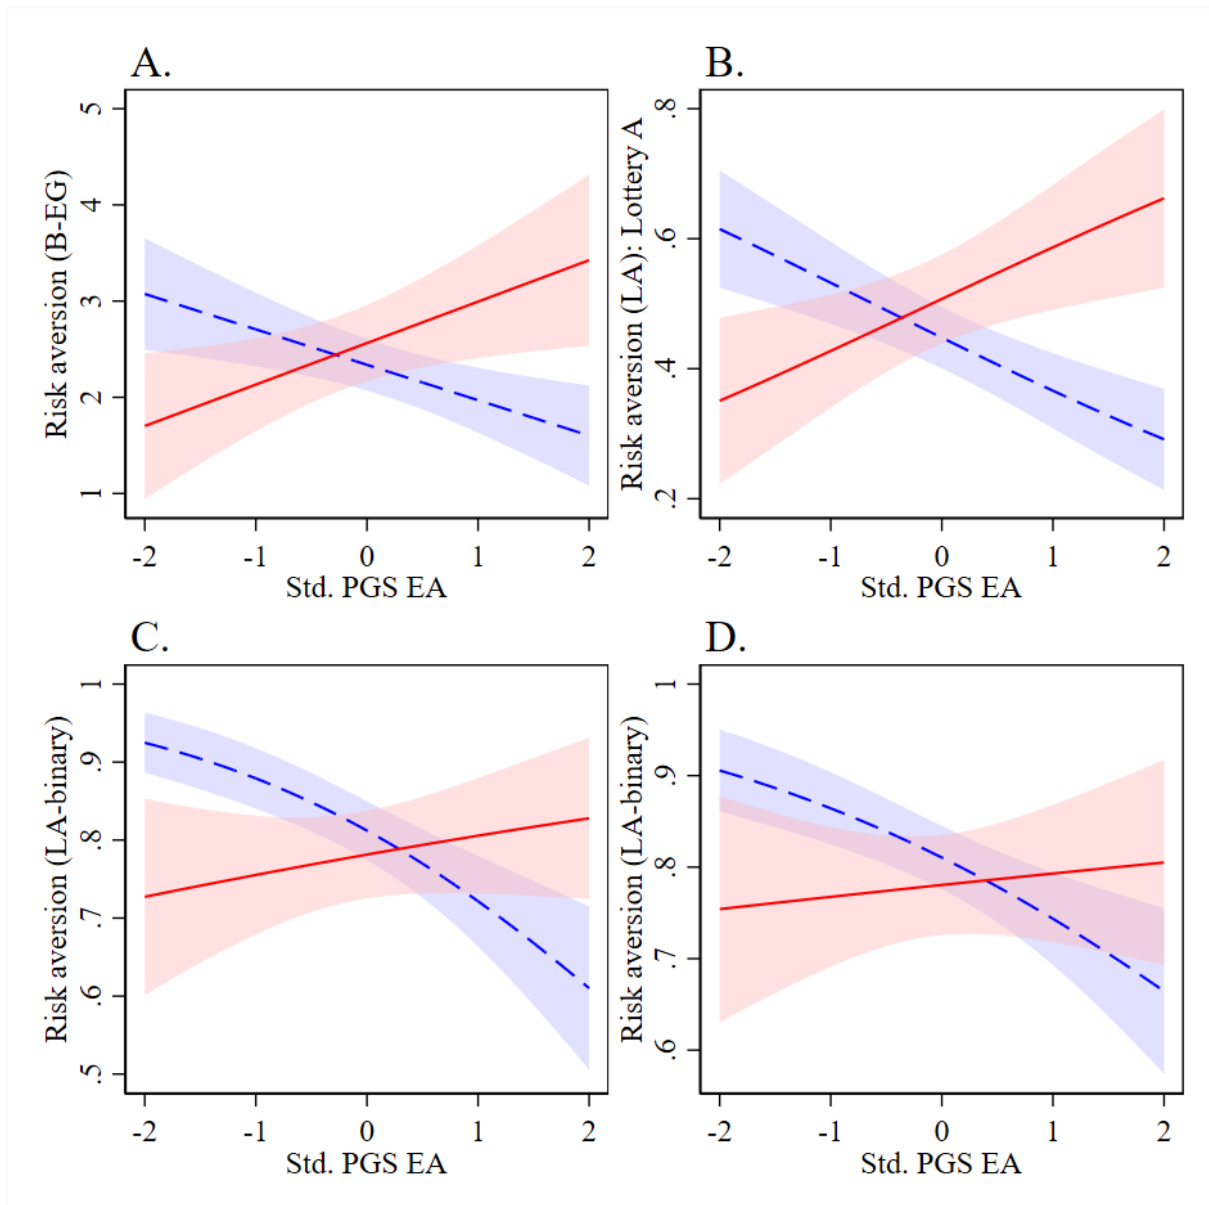 A.
Risk aversion (B-EG)
5
4
3
2
1
-2 -1 0 1 2
Std. PGS EA
B.
Risk aversion (LA): Lottery A
.8
.6
.4
.2
-2 -1 0 1 2
Std. PGS EA
C.
Risk aversion (LA-binary)
1
.9
.8
.7
.6
.5
-2 -1 0 1 2
Std. PGS EA
D.
Risk aversion (LA-binary)
1
.9
.8
.7
.6
-2 -1 0 1 2
Std. PGS EA